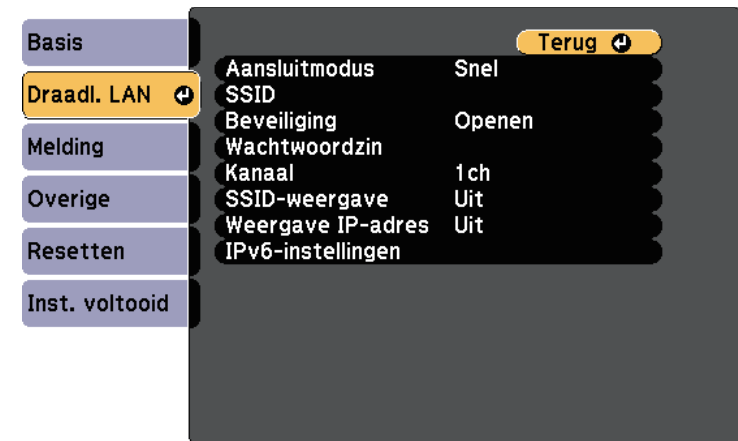 Basis
Draadl. LAN
Melding
Overige
Resetten
Inst. voltooid
Terug
Aansluitmodus Snel
SSID
Beveiliging Openen
Wachtwoordzin
Kanaal 1ch
SSID-weergave Uit
Weergave IP-adres Uit
IPv6-instellingen